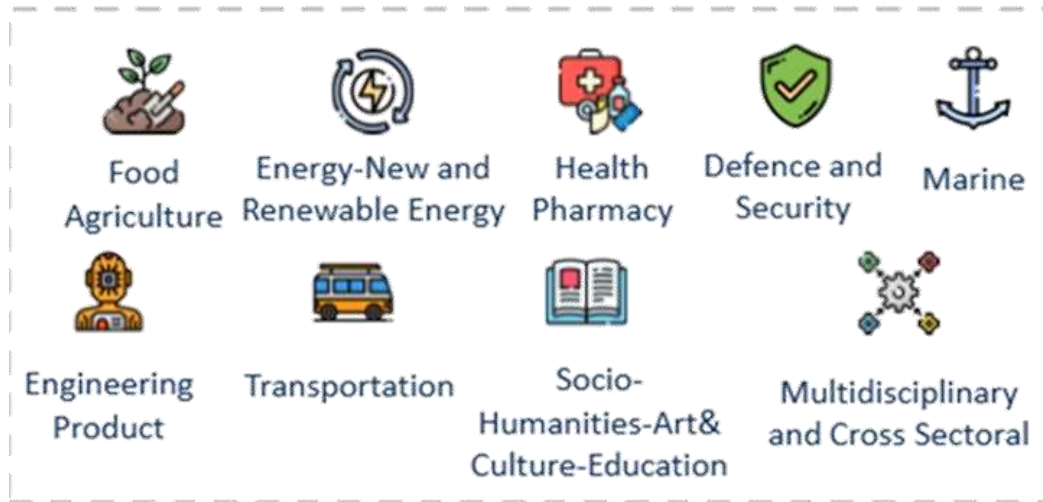 Food
Agriculture
Energy-New and
Renewable Energy
Health
Pharmacy
Defence and
Security
Marine
Engineering
Product
Transportation
Socio-
Humanities-Art&
Culture-Education
Multidisciplinary
and Cross Sectoral